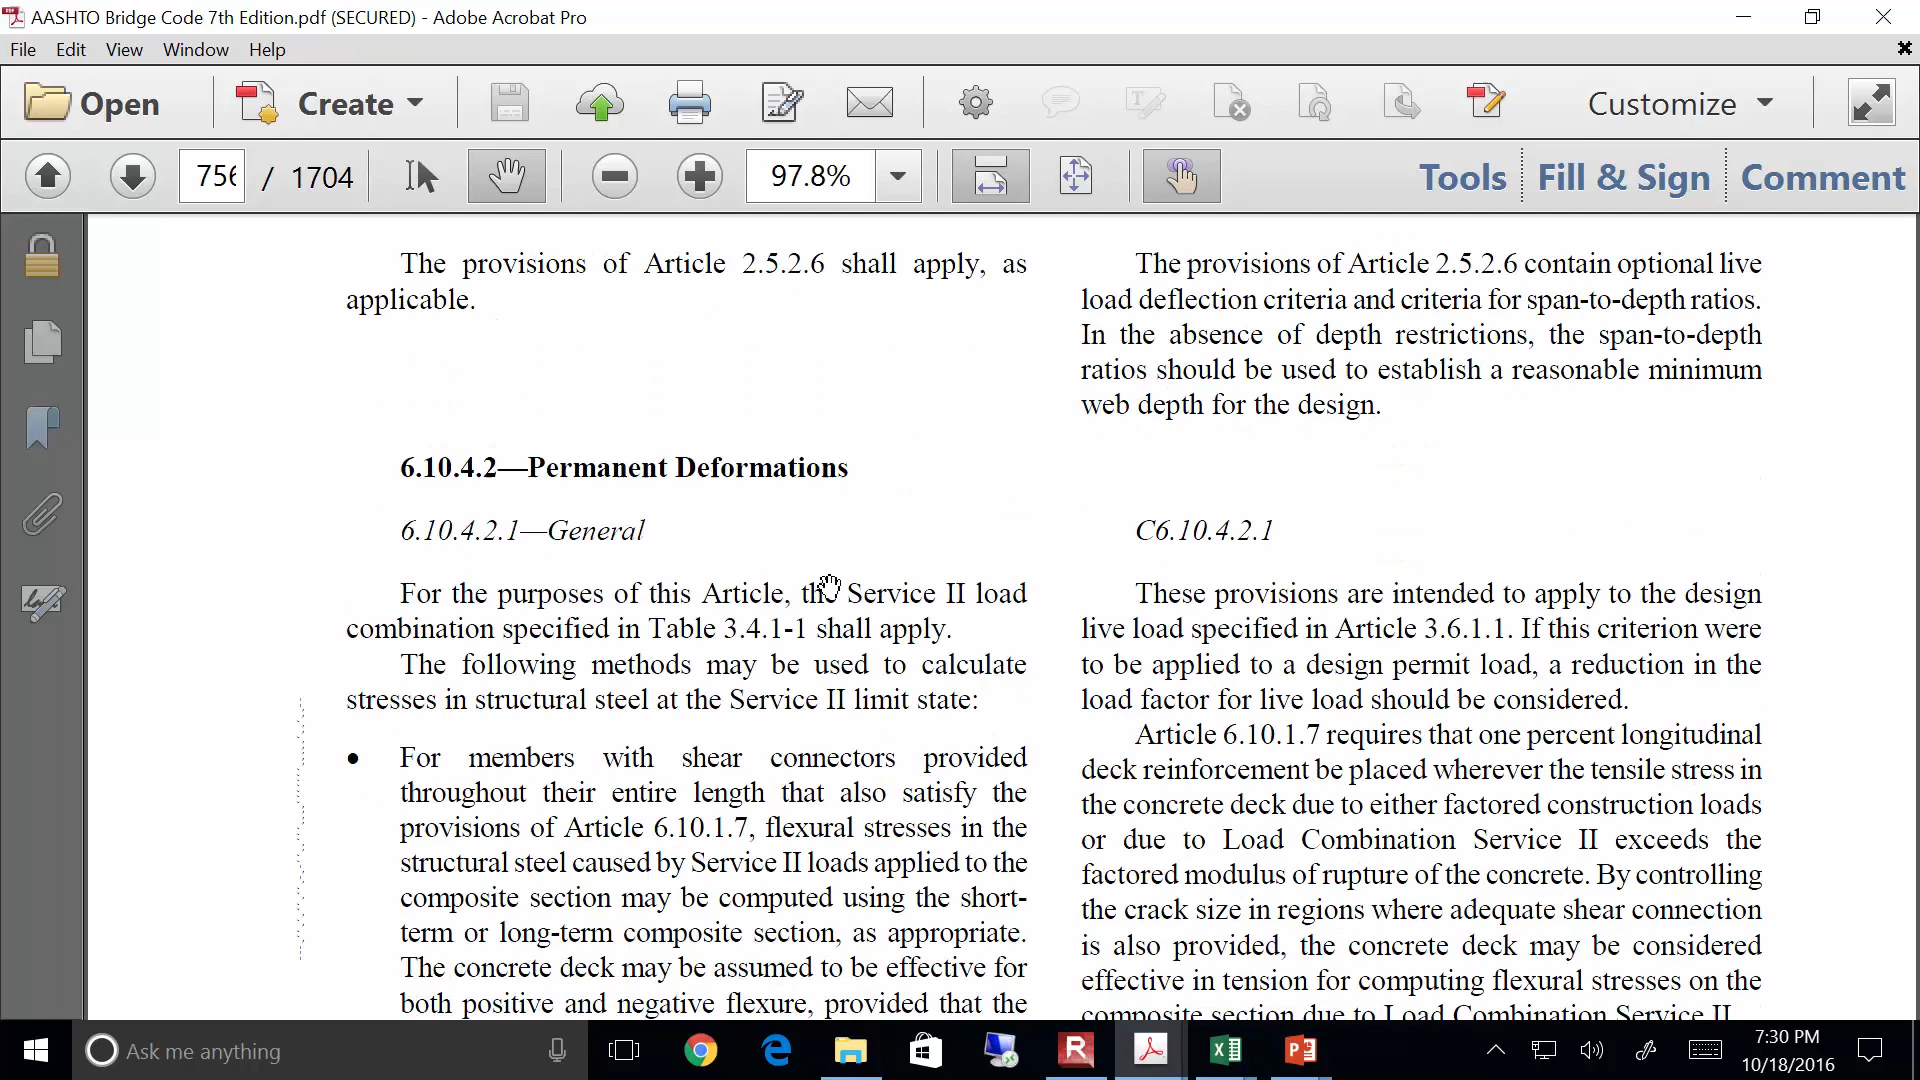 AASHTO Bridge Code 7th Edition.pdf (SECURED) - Adobe Acrobat Pro
File Edit View Window Help
Open Create Customize
756 / 1704 97.8% Tools Fill & Sign Comment
The provisions of Article 2.5.2.6 shall apply, as
applicable.
6.10.4.2—Permanent Deformations
6.10.4.2.1—General
For the purposes of this Article, the Service II load
combination specified in Table 3.4.1-1 shall apply.
The following methods may be used to calculate
stresses in structural steel at the Service II limit state:
• For members with shear connectors provided
throughout their entire length that also satisfy the
provisions of Article 6.10.1.7, flexural stresses in the
structural steel caused by Service II loads applied to the
composite section may be computed using the short-
term or long-term composite section, as appropriate.
The concrete deck may be assumed to be effective for
both positive and negative flexure, provided that the
The provisions of Article 2.5.2.6 contain optional live
load deflection criteria and criteria for span-to-depth ratios.
In the absence of depth restrictions, the span-to-depth
ratios should be used to establish a reasonable minimum
web depth for the design.
C6.10.4.2.1
These provisions are intended to apply to the design
live load specified in Article 3.6.1.1. If this criterion were
to be applied to a design permit load, a reduction in the
load factor for live load should be considered.
Article 6.10.1.7 requires that one percent longitudinal
deck reinforcement be placed wherever the tensile stress in
the concrete deck due to either factored construction loads
or due to Load Combination Service II exceeds the
factored modulus of rupture of the concrete. By controlling
the crack size in regions where adequate shear connection
is also provided, the concrete deck may be considered
effective in tension for computing flexural stresses on the
composite section due to Load Combination Service II
Ask me anything
7:30 PM
10/18/2016